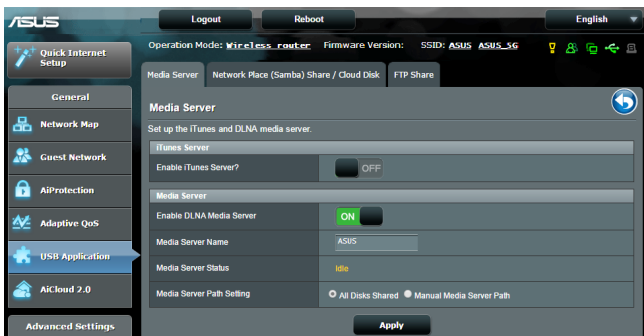 ASUS
Logout
Reboot
English
Quick Internet Setup
Operation Mode: Wireless router Firmware Version: SSID: ASUS ASUS_5G
Media Server
Network Place (Samba) Share / Cloud Disk
FTP Share
General
Network Map
Guest Network
AiProtection
Adaptive QoS
USB Application
AiCloud 2.0
Advanced Settings
Media Server
Set up the iTunes and DLNA media server.
iTunes Server
Enable iTunes Server? OFF
Media Server
Enable DLNA Media Server ON
Media Server Name ASUS
Media Server Status Idle
Media Server Path Setting All Disks Shared Manual Media Server Path
Apply